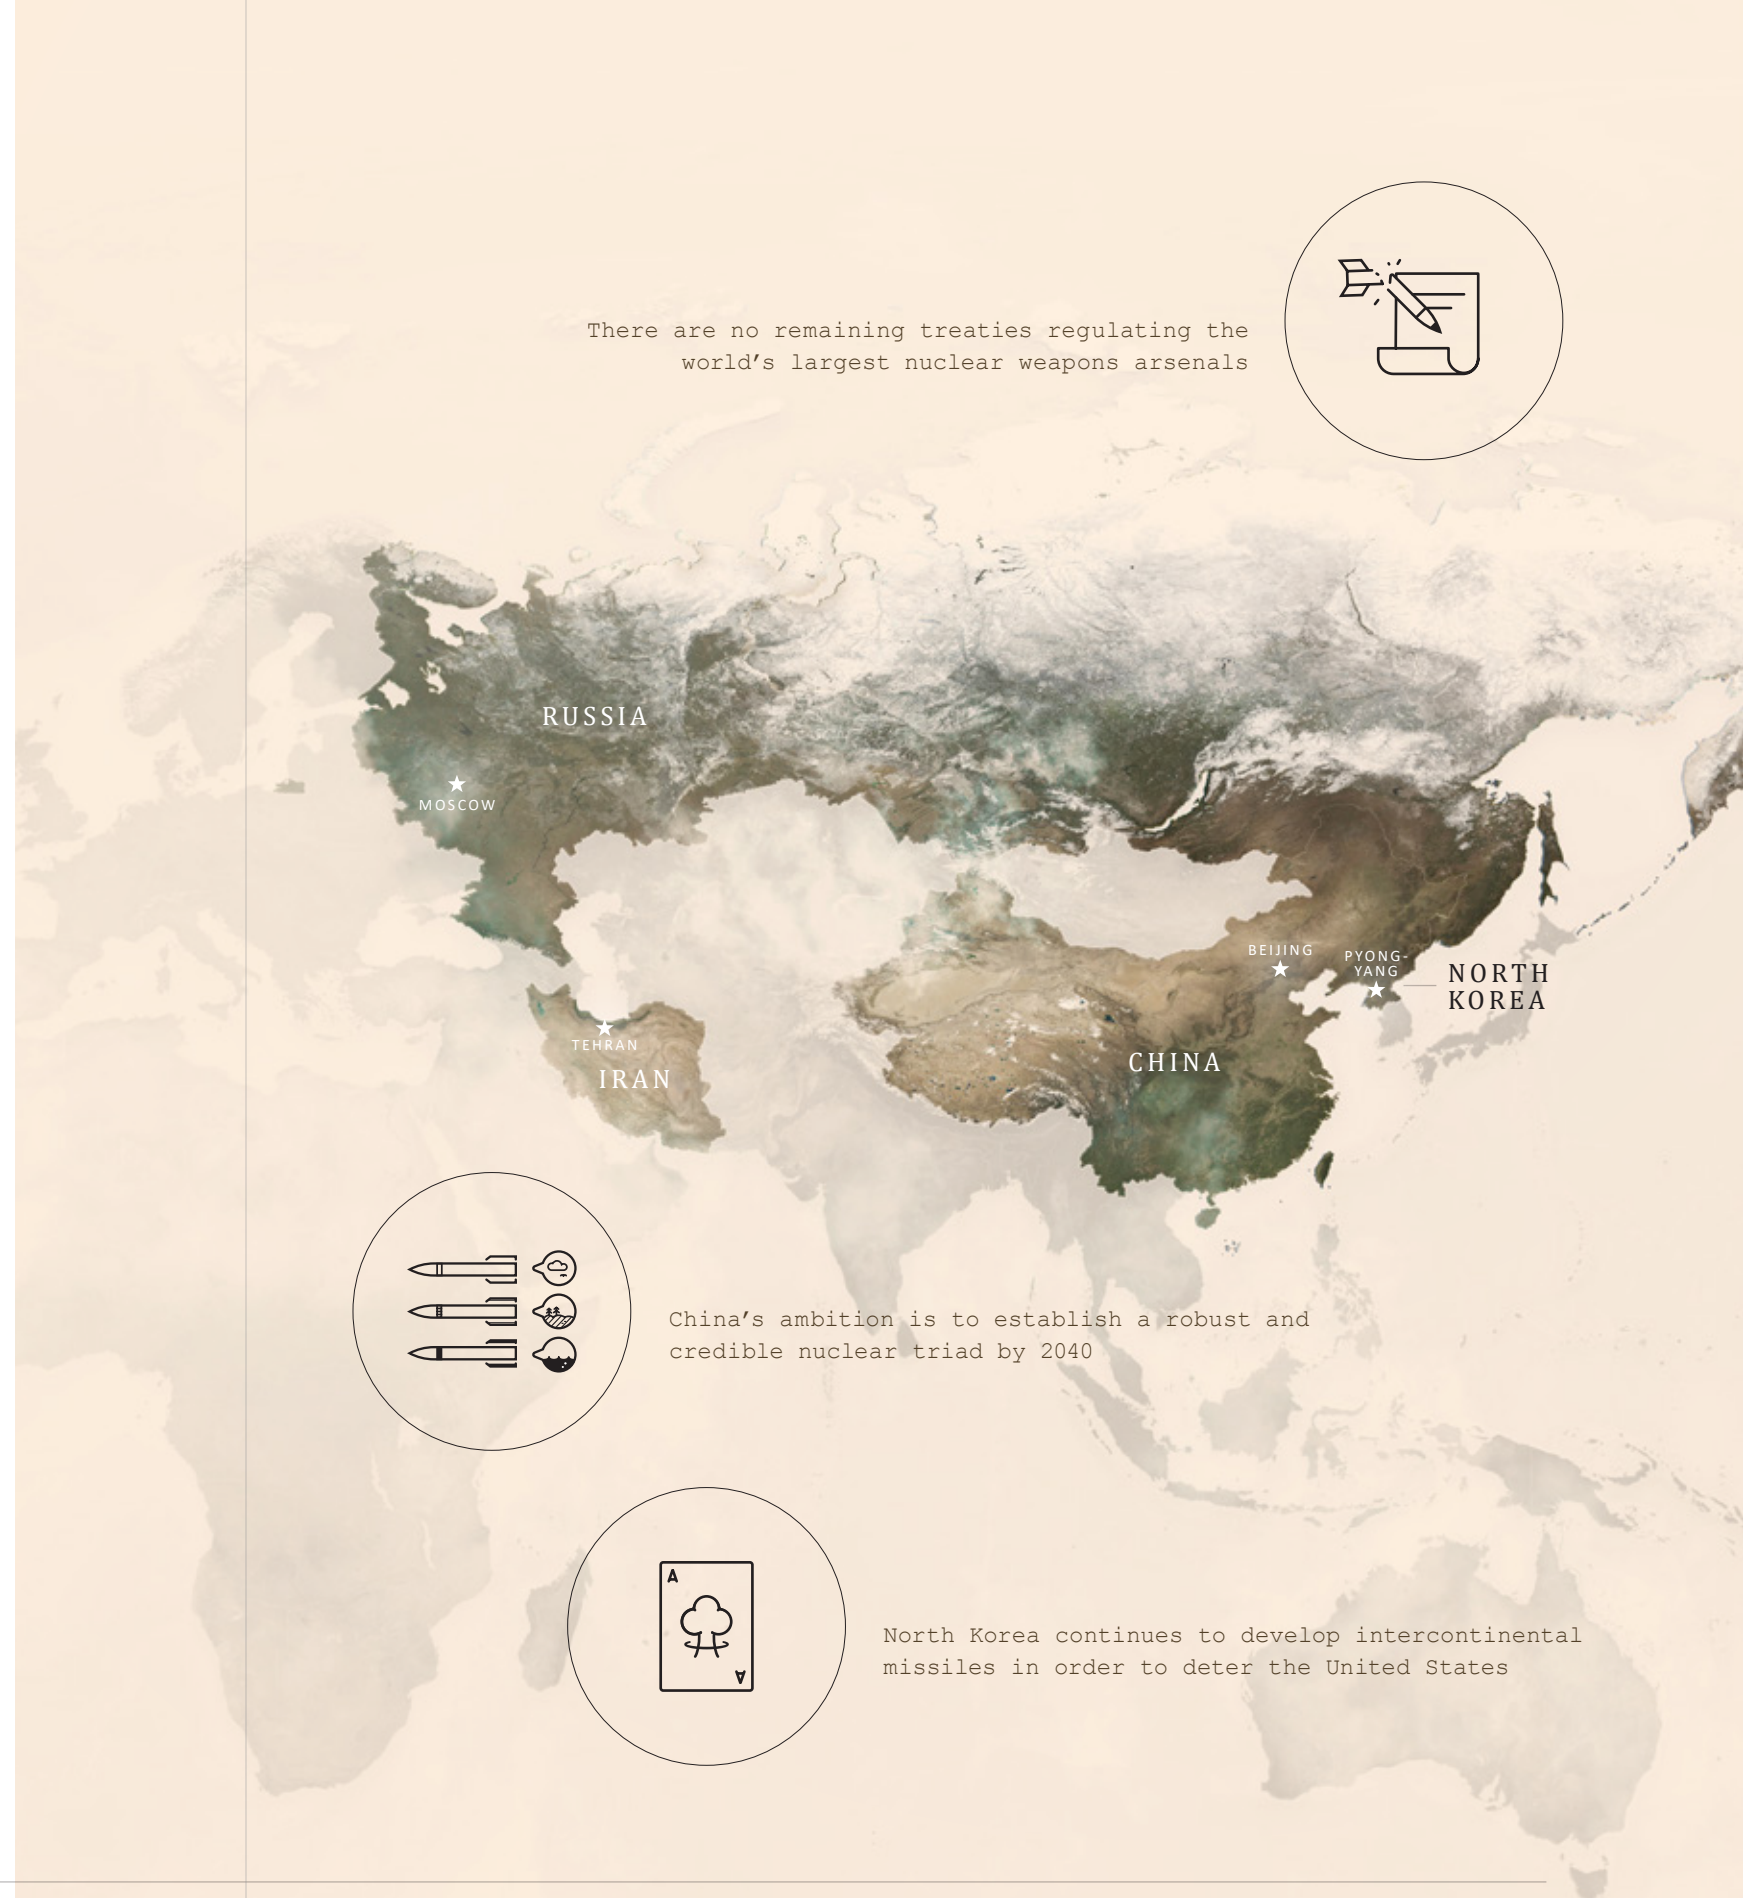 There are no remaining treaties regulating the
world’s largest nuclear weapons arsenals
RUSSIA
MOSCOW
BEIJING
PYONG-
YANG
NORTH
KOREA
TEHRAN
IRAN
CHINA
China’s ambition is to establish a robust and
credible nuclear triad by 2040
A
A
North Korea continues to develop intercontinental
missiles in order to deter the United States